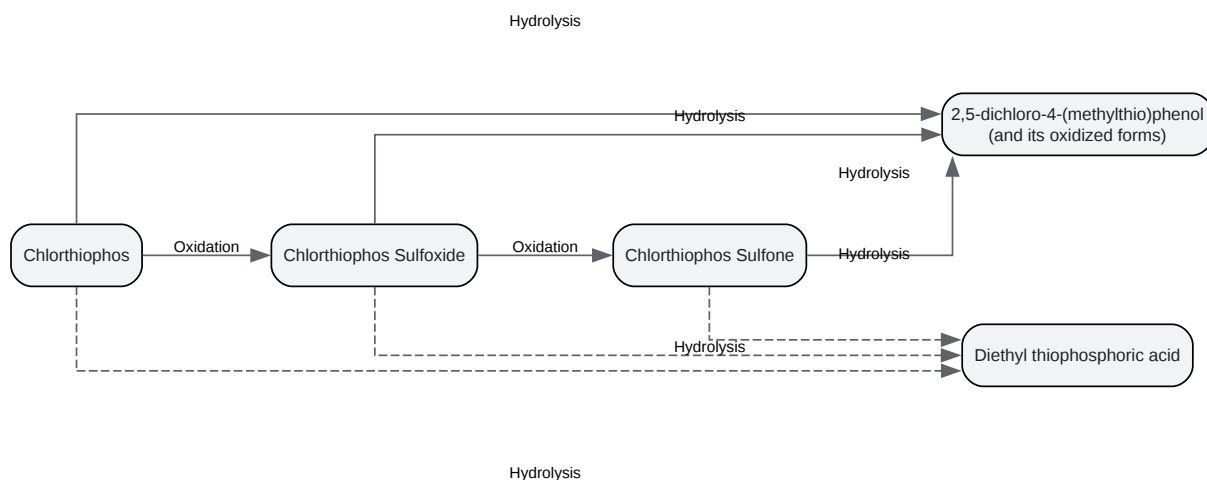 Hydrolysis
2,5-dichloro-4-(methylthio)phenol
(and its oxidized forms)
Hydrolysis
Hydrolysis
Chlorthiophos
Oxidation
Chlorthiophos Sulfoxide
Oxidation
Chlorthiophos Sulfone
Hydrolysis
Hydrolysis
Diethyl thiophosphoric acid
Hydrolysis